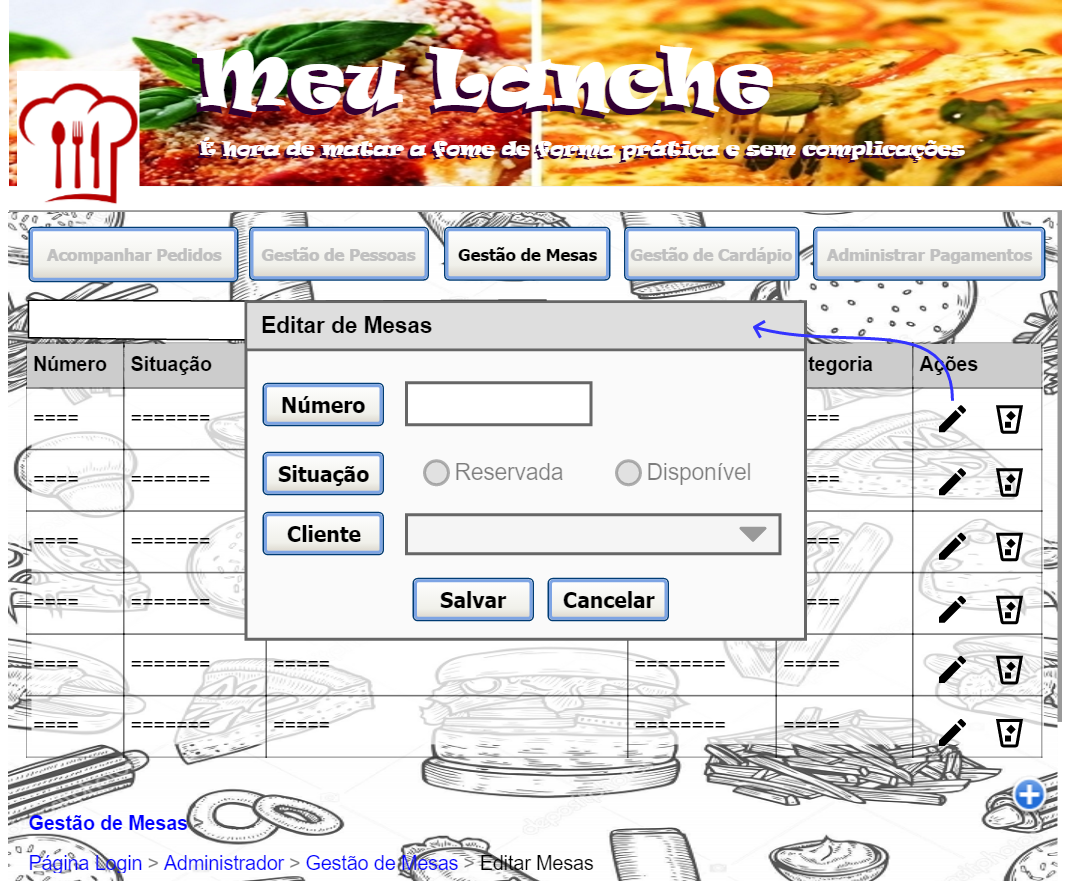 Meu Lanche
É hora de matar a fome de forma prática e sem complicações
Acompanhar Pedidos Gestão de Pessoas Gestão de Mesas Gestão de Cardápio Administrar Pagamentos
Editar de Mesas
Número Situação tegoria Ações
Número
==== ======= ===
Situação Reservada Disponível
==== ======= ===
Cliente
==== ======= ===
Salvar Cancelar
==== ======= ===
==== ======= ===== ======== =====
==== ======= ===== ======== =====
Gestão de Mesas
Página Login > Administrador > Gestão de Mesas > Editar Mesas